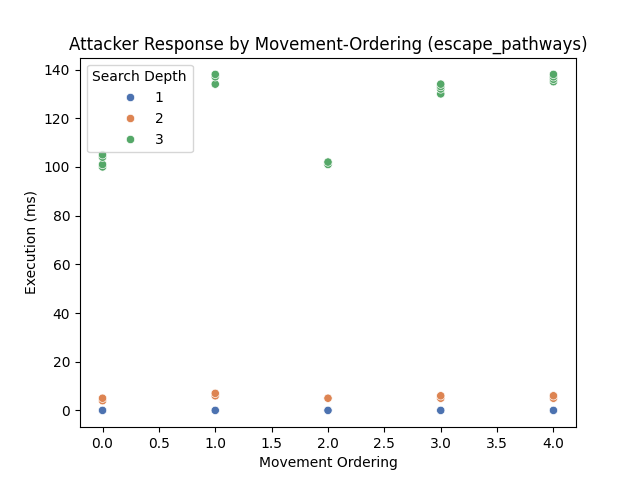 Attacker Response by Movement-Ordering (escape_pathways)
Search Depth
1
2
3
140
120
100
80
60
40
20
0
Execution (ms)
0.0 0.5 1.0 1.5 2.0 2.5 3.0 3.5 4.0
Movement Ordering